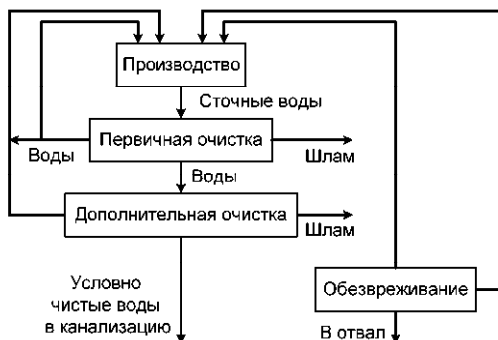 Производство
Сточные воды
Первичная очистка
Воды
Шлам
Воды
Дополнительная очистка
Шлам
Условно
чистые воды
в канализацию
Обезвреживание
В отвал